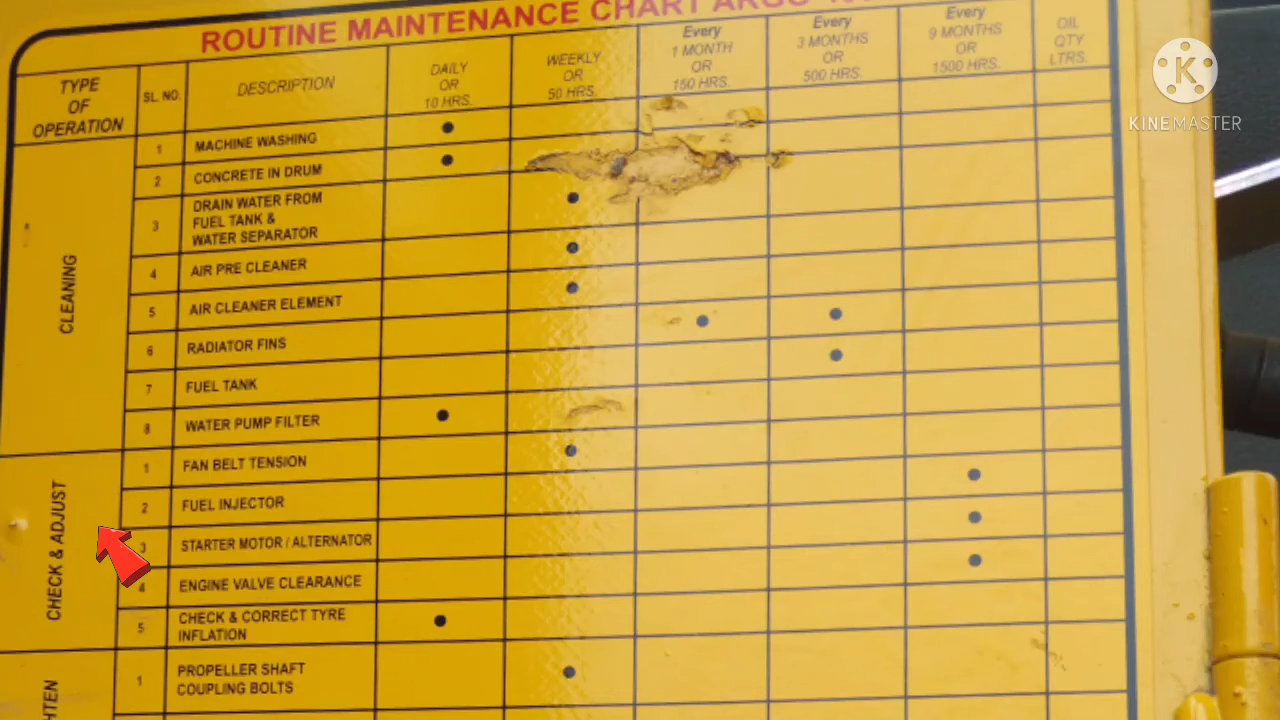 ROUTINE MAINTENANCE CHART ARGO
TYPE OF OPERATION
SL. NO.
DESCRIPTION
DAILY OR 10 HRS.
WEEKLY OR 50 HRS.
Every 1 MONTH OR 150 HRS.
Every 3 MONTHS OR 500 HRS.
Every 9 MONTHS OR 1500 HRS.
OIL QTY LTRS.
KINEMASTER
CLEANING
1 MACHINE WASHING
2 CONCRETE IN DRUM
3 DRAIN WATER FROM
FUEL TANK &
WATER SEPARATOR
4 AIR PRE CLEANER
5 AIR CLEANER ELEMENT
6 RADIATOR FINS
7 FUEL TANK
8 WATER PUMP FILTER
CHECK & ADJUST
1 FAN BELT TENSION
2 FUEL INJECTOR
3 STARTER MOTOR / ALTERNATOR
4 ENGINE VALVE CLEARANCE
5 CHECK & CORRECT TYRE
INFLATION
1 PROPELLER SHAFT
COUPLING BOLTS